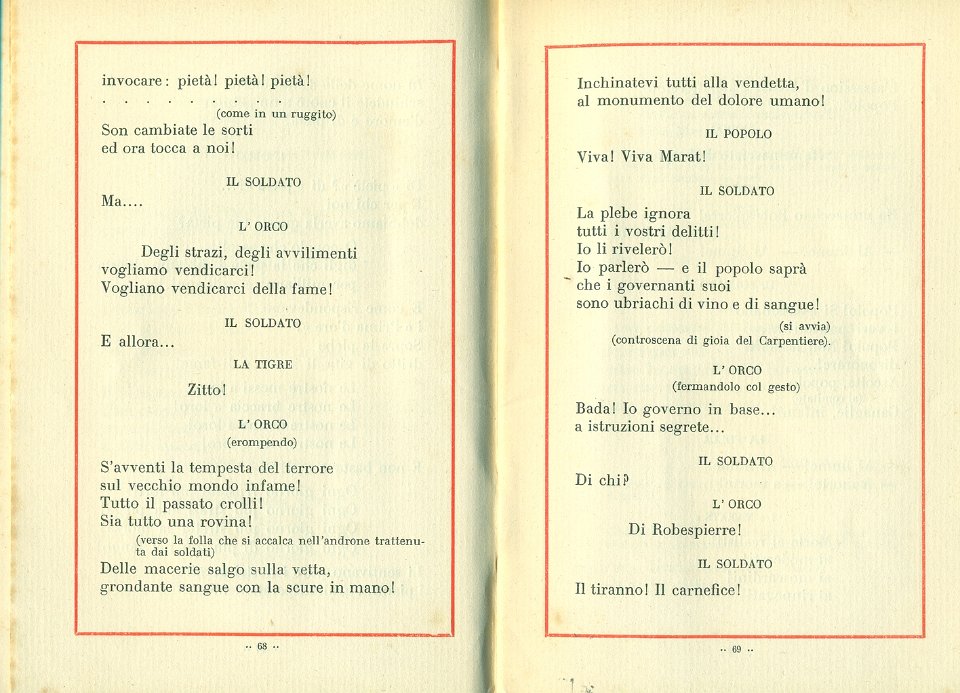 invocare: pietà! pietà! pietà!
. . . . . . . . .
(come in un ruggito)
Son cambiate le sorti
ed ora tocca a noi!
IL SOLDATO
Ma....
L' ORCO
Degli strazi, degli avvilimenti
vogliamo vendicarci!
Vogliano vendicarci della fame!
IL SOLDATO
E allora...
LA TIGRE
Zitto!
L' ORCO
(erompendo)
S'avventi la tempesta del terrore
sul vecchio mondo infame!
Tutto il passato crolli!
Sia tutto una rovina!
(verso la folla che si accalca nell'androne trattenu-
ta dai soldati)
Delle macerie salgo sulla vetta,
grondante sangue con la scure in mano!
·· 68 ··
Inchinatevi tutti alla vendetta,
al monumento del dolore umano!
IL POPOLO
Viva! Viva Marat!
IL SOLDATO
La plebe ignora
tutti i vostri delitti!
Io li rivelerò!
Io parlerò — e il popolo saprà
che i governanti suoi
sono ubriachi di vino e di sangue!
(si avvia)
(controscena di gioia del Carpentiere).
L' ORCO
(fermandolo col gesto)
Bada! Io governo in base...
a istruzioni segrete...
IL SOLDATO
Di chi?
L' ORCO
Di Robespierre!
IL SOLDATO
Il tiranno! Il carnefice!
·· 69 ··